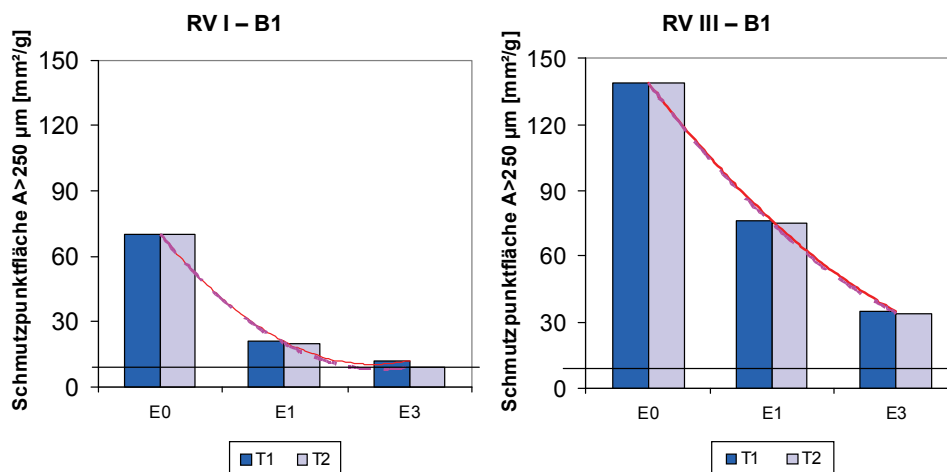 RV I – B1
Schmutzpunktfläche A>250 µm [mm²/g]
150
120
90
60
30
0
E0 E1 E3
T1 T2
RV III – B1
Schmutzpunktfläche A>250 µm [mm²/g]
150
120
90
60
30
0
E0 E1 E3
T1 T2